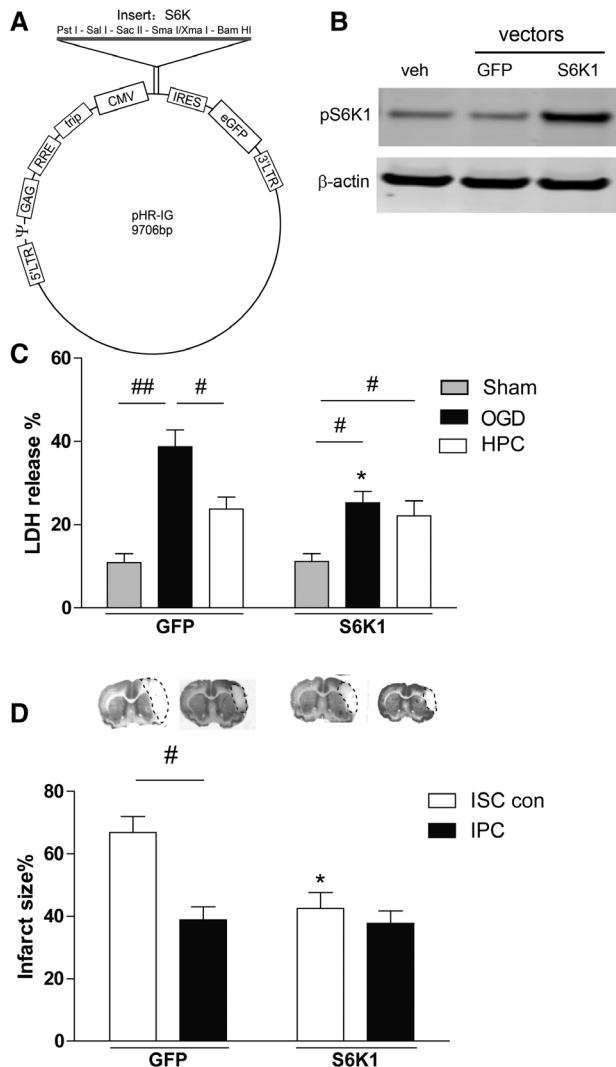 A
Insert: S6K
Pst I - Sal I - Sac II - Sma I/Xma I - Bam HI
CMV
IRES
eGFP
3'LTR
trip
RRE
GAG
Ψ
5'LTR
pHR-IG
9706bp
B
vectors
veh GFP S6K1
pS6K1
β-actin
C
LDH release %
60
40
20
0
## #
#
#
*
Sham
OGD
HPC
GFP S6K1
D
Infarct size%
80
60
40
20
0
#
*
ISC con
IPC
GFP S6K1